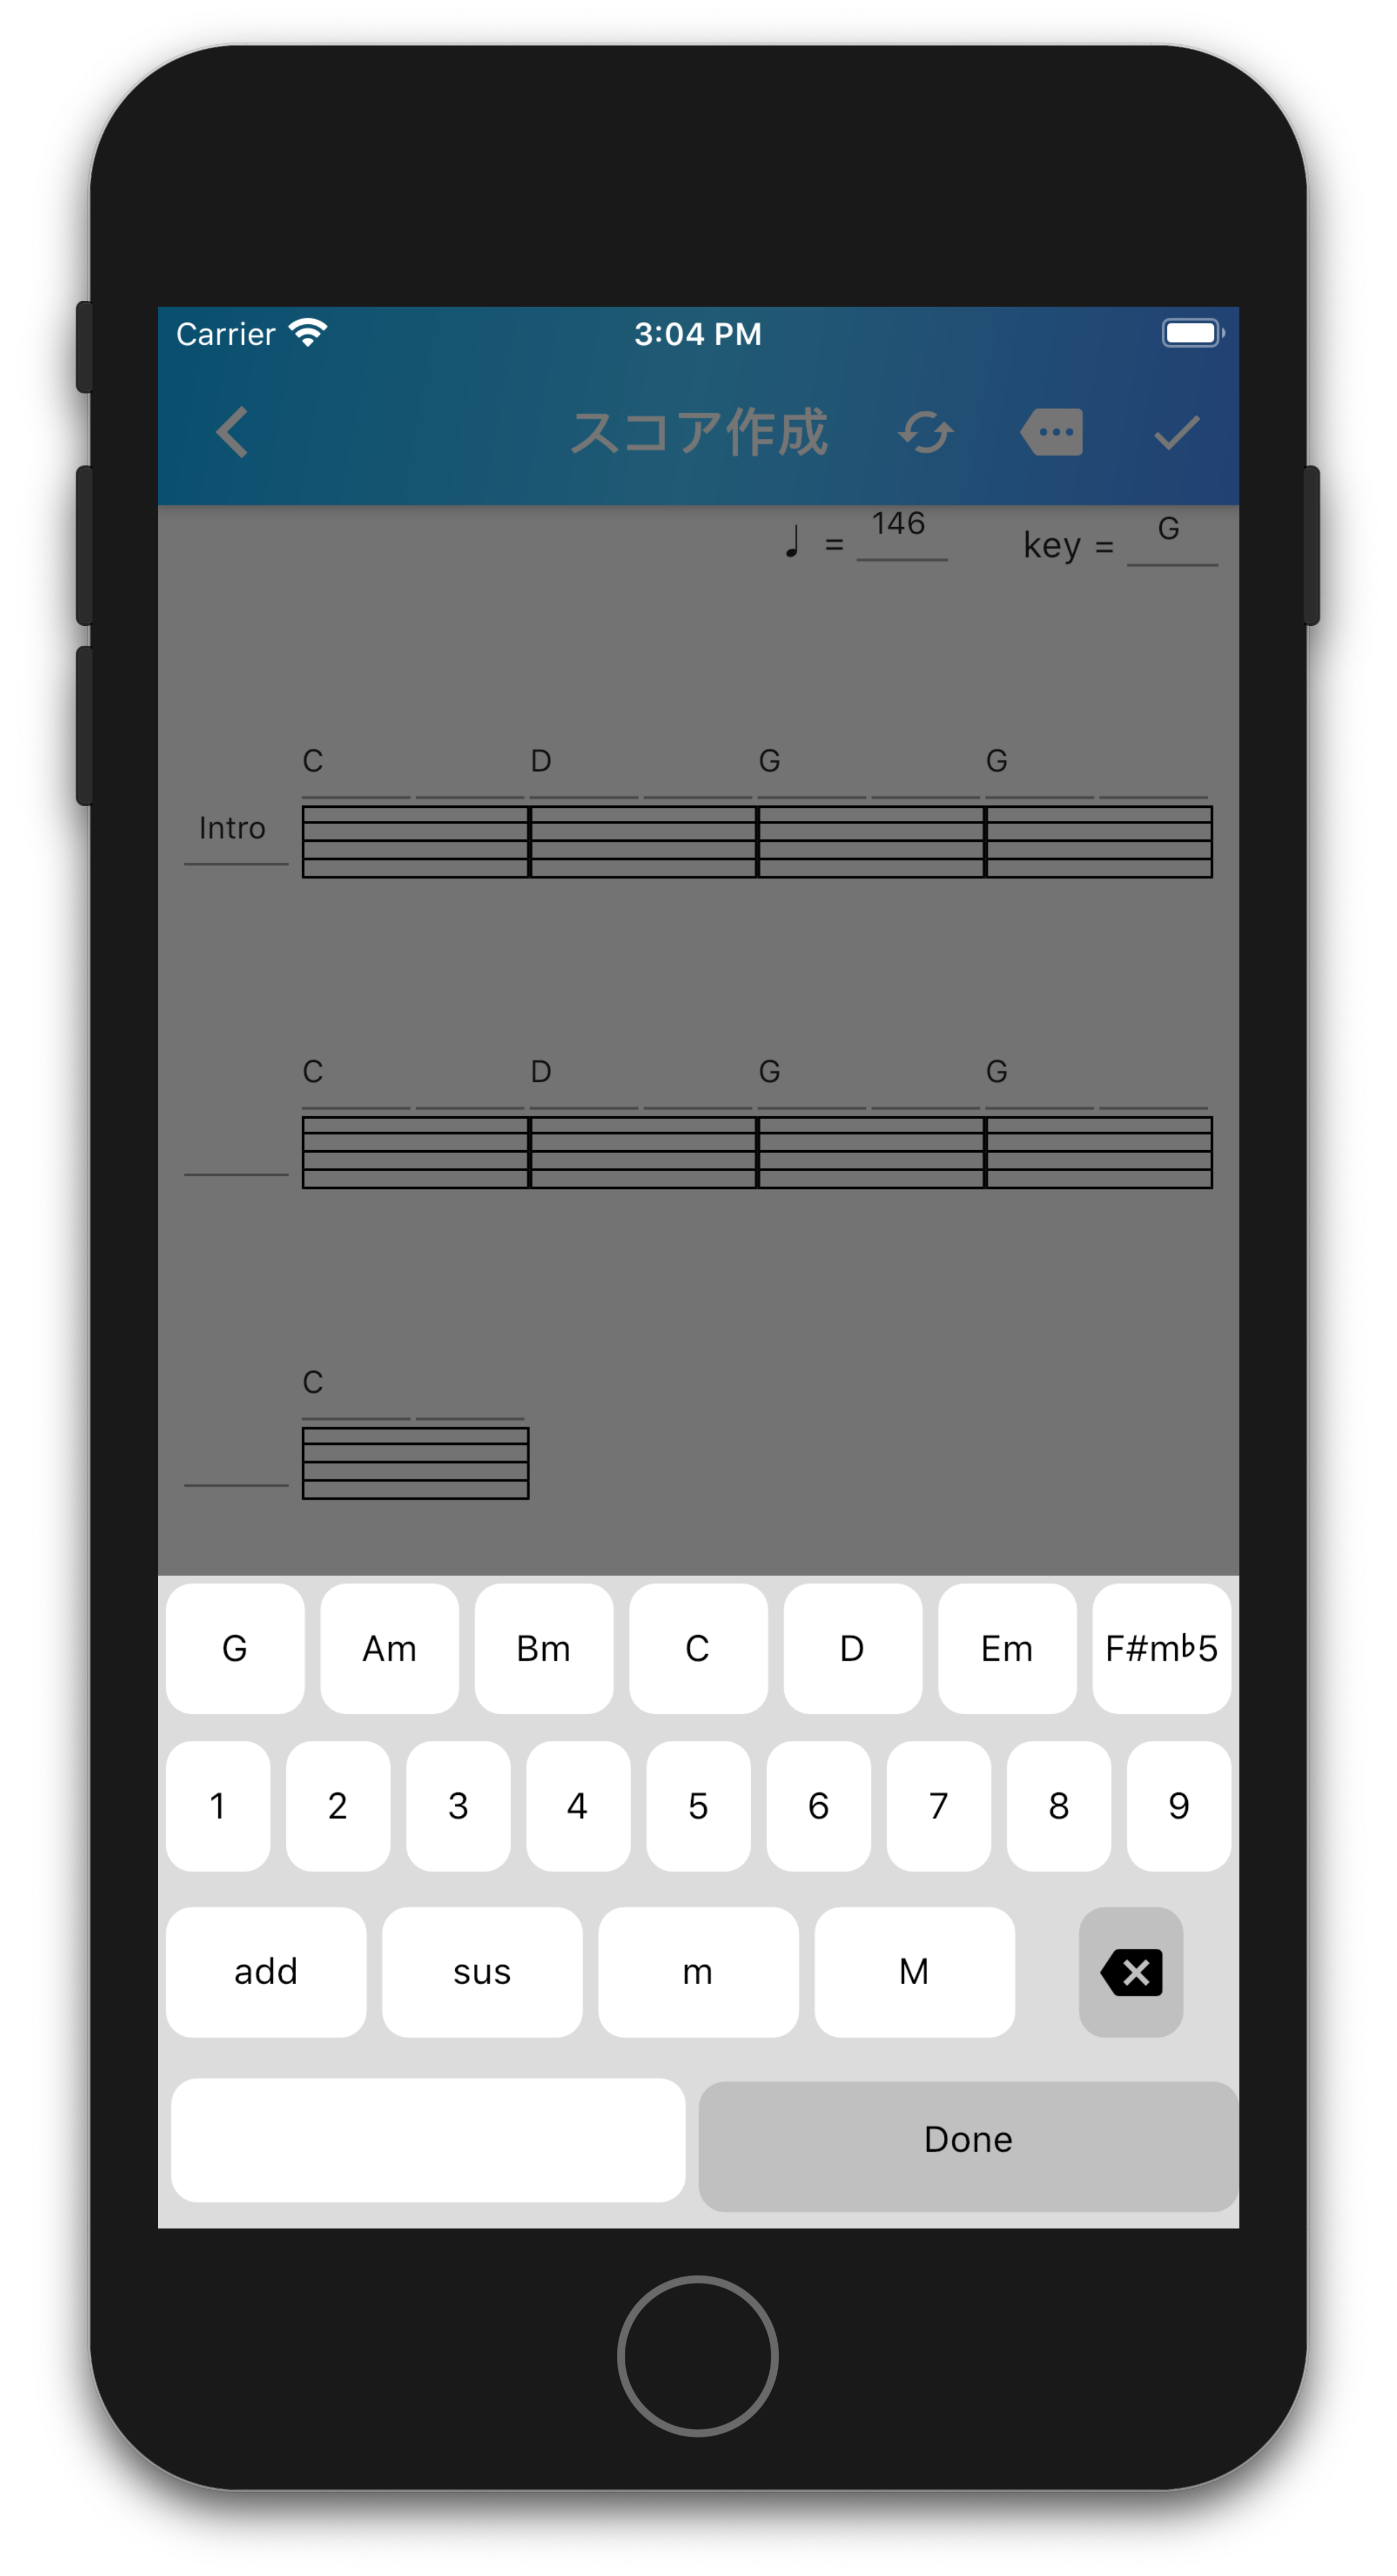 Carrier 3:04 PM
スコア作成
♩ = 146 key = G
C D G G
Intro
C D G G
C
G Am Bm C D Em F#m♭5
1 2 3 4 5 6 7 8 9
add sus m M
Done